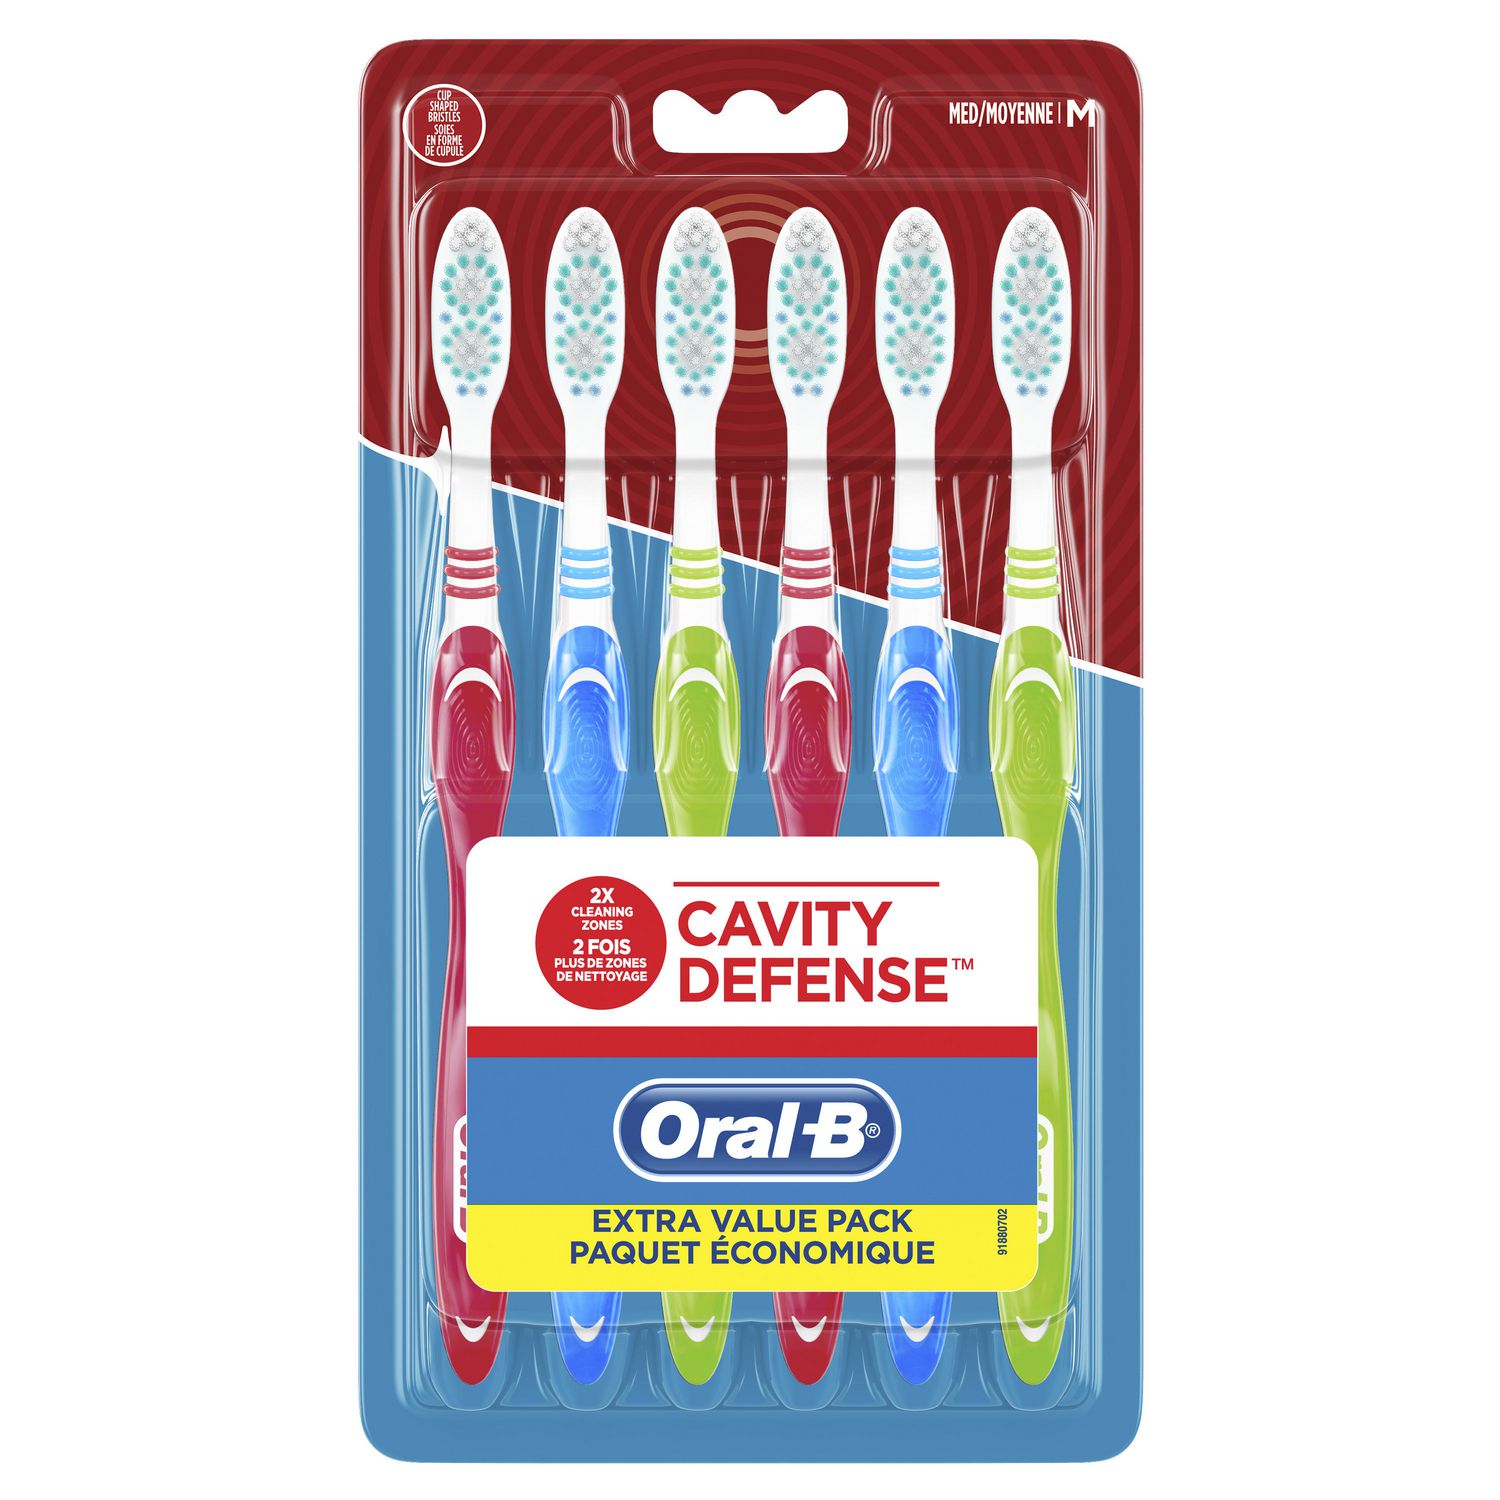 CUP
SHAPED
BRISTLES
SOIES
EN FORME
DE CUPULE
MED/MOYENNE | M
2X
CLEANING
ZONES
2 FOIS
PLUS DE ZONES
DE NETTOYAGE
CAVITY
DEFENSE™
Oral-B®
EXTRA VALUE PACK
PAQUET ÉCONOMIQUE
91880702